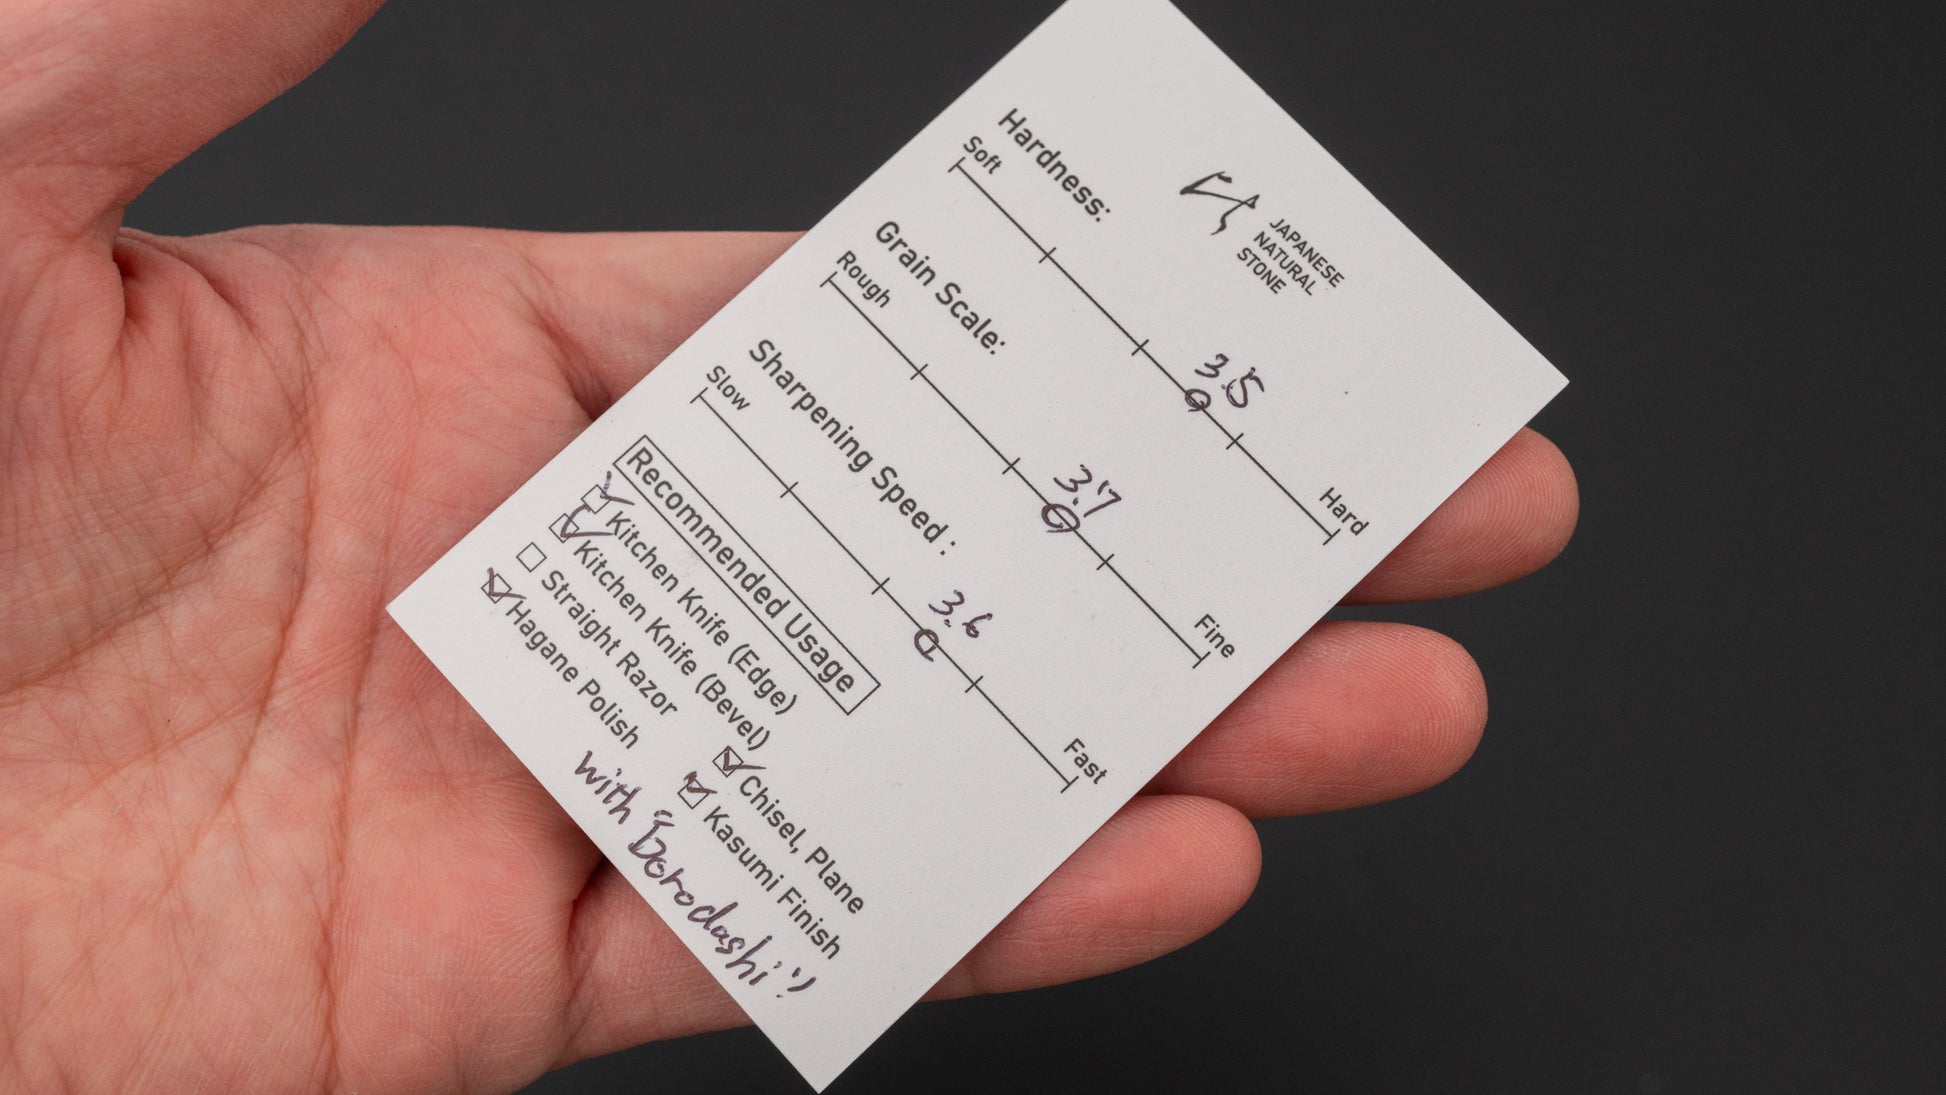 JAPANESE
NATURAL
STONE
Hardness:
Soft
3.5
Hard
Grain Scale:
Rough
3.7
Fine
Sharpening Speed :
Slow
3.6
Fast
Recommended Usage
Kitchen Knife (Edge)
Kitchen Knife (Bevel)
Straight Razor
Chisel, Plane
Hagane Polish
Kasumi Finish
with "Dorodashi"